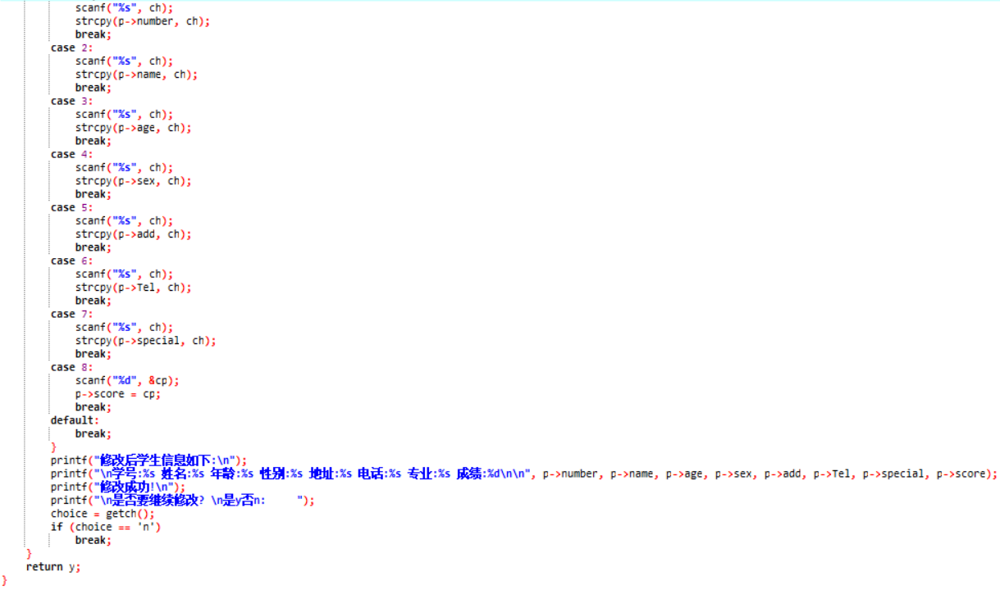 scanf("%s", ch);
strcpy(p->number, ch);
break;
case 2:
scanf("%s", ch);
strcpy(p->name, ch);
break;
case 3:
scanf("%s", ch);
strcpy(p->age, ch);
break;
case 4:
scanf("%s", ch);
strcpy(p->sex, ch);
break;
case 5:
scanf("%s", ch);
strcpy(p->add, ch);
break;
case 6:
scanf("%s", ch);
strcpy(p->Tel, ch);
break;
case 7:
scanf("%s", ch);
strcpy(p->special, ch);
break;
case 8:
scanf("%d", &cp);
p->score = cp;
break;
default:
break;
}
printf("修改后学生信息如下:\n");
printf("\n学号:%s 姓名:%s 年龄:%s 性别:%s 地址:%s 电话:%s 专业:%s 成绩:%d\n\n", p->number, p->name, p->age, p->sex, p->add, p->Tel, p->special, p->score);
printf("修改成功!\n");
printf("\n是否要继续修改? \n是y否n:    ");
choice = getch();
if (choice == 'n')
break;
}
return y;
}